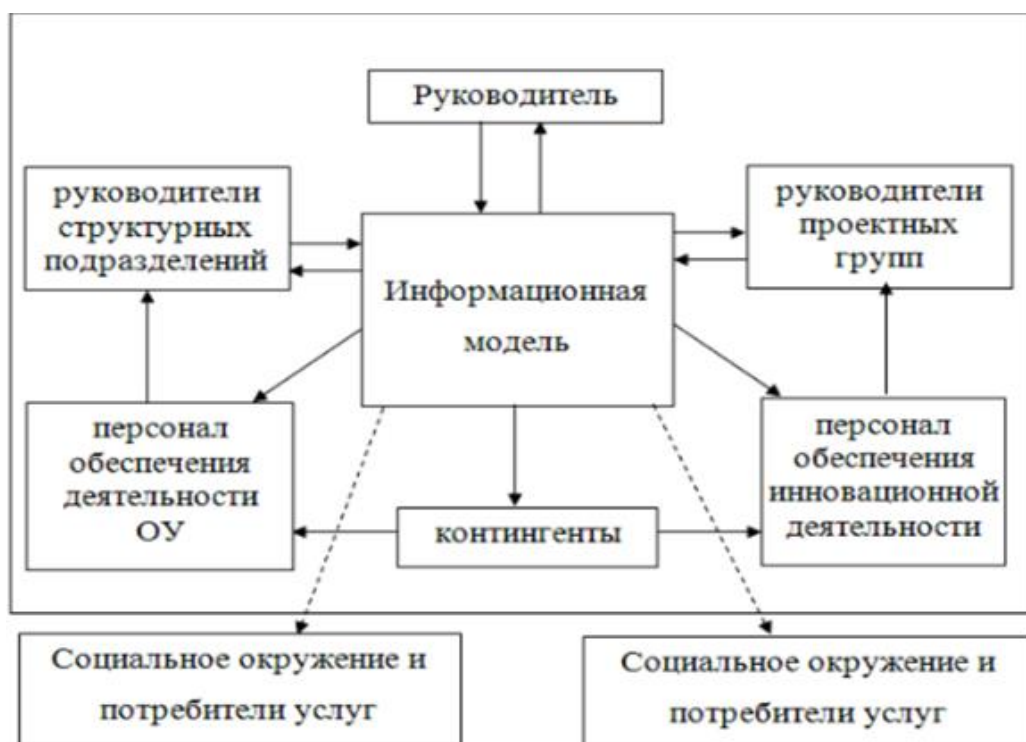 Руководитель
руководители
структурных
подразделений
руководители
проектных
групп
Информационная
модель
персонал
обеспечения
деятельности
ОУ
контингенты
персонал
обеспечения
инновационной
деятельности
Социальное окружение и
потребители услуг
Социальное окружение и
потребители услуг